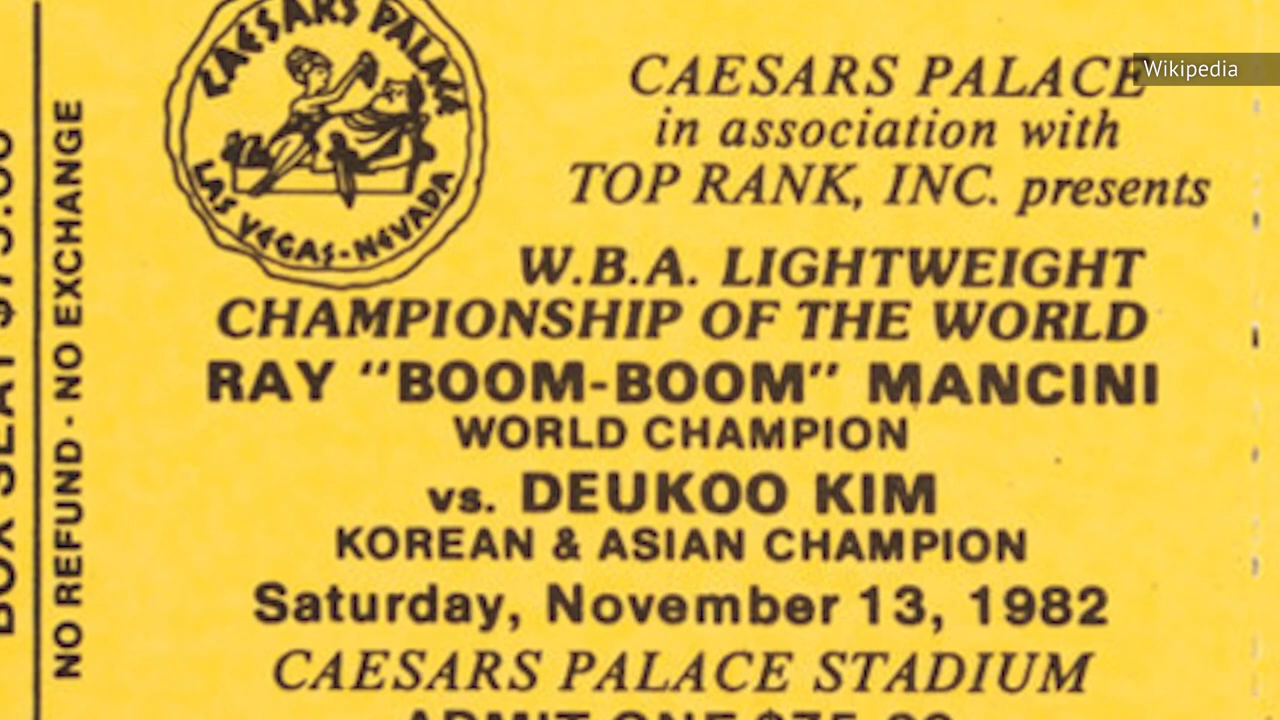 CAESARS PALACE
LAS VEGAS-NEVADA
CAESARS PALACE
Wikipedia
in association with
TOP RANK, INC. presents
W.B.A. LIGHTWEIGHT
CHAMPIONSHIP OF THE WORLD
RAY "BOOM-BOOM" MANCINI
WORLD CHAMPION
vs. DEUKOO KIM
KOREAN & ASIAN CHAMPION
Saturday, November 13, 1982
CAESARS PALACE STADIUM
NO REFUND - NO EXCHANGE